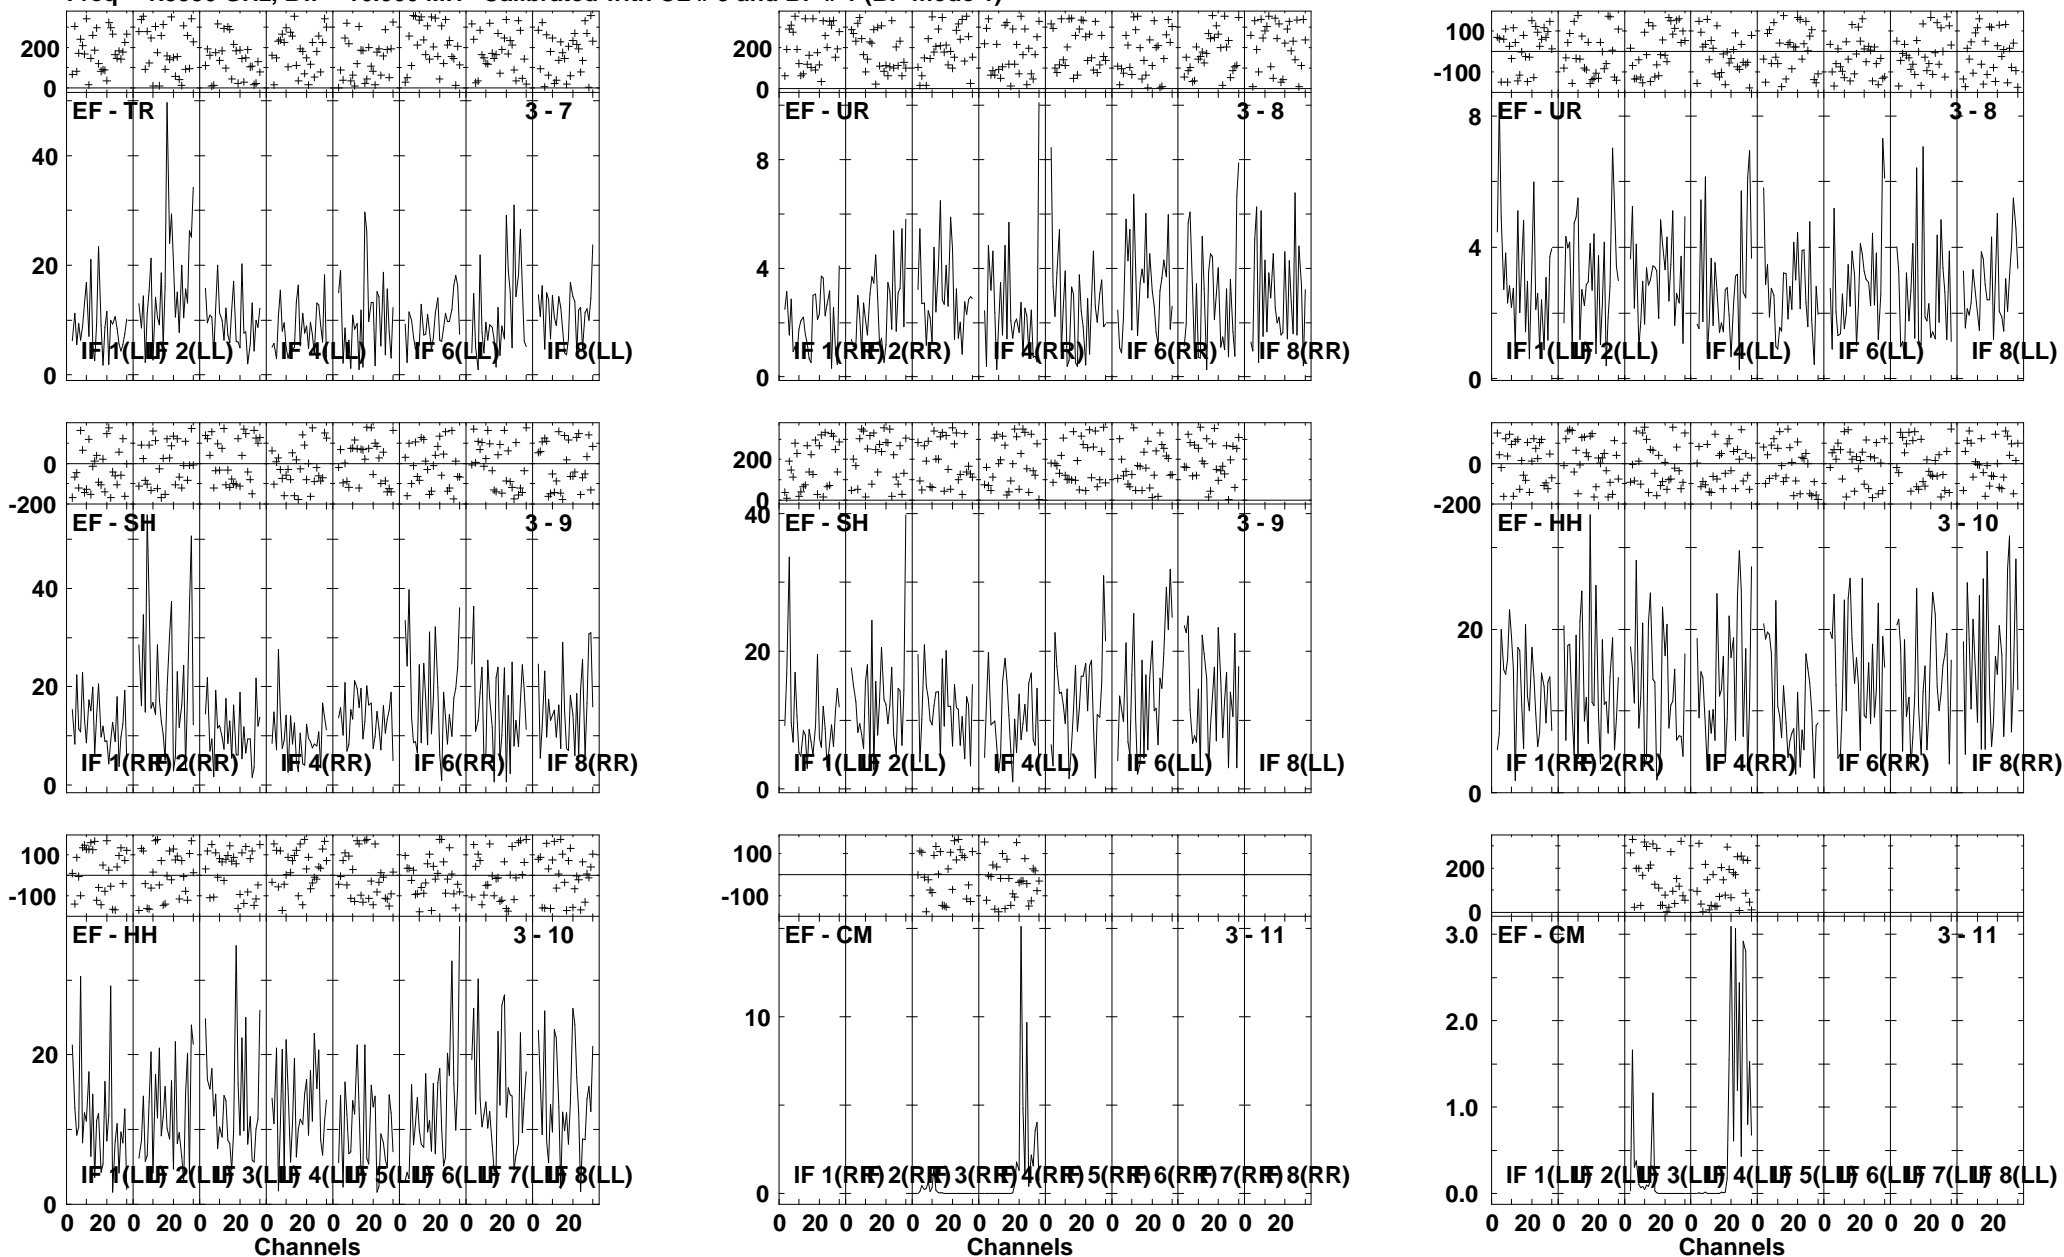 200
0
EF - TR
3 - 7
40
20
0
IF 1(LL)
IF 2(LL)
IF 4(LL)
IF 6(LL)
IF 8(LL)
200
0
EF - UR
3 - 8
8
4
0
IF 1(RR)
IF 2(RR)
IF 4(RR)
IF 6(RR)
IF 8(RR)
100
-100
EF - UR
3 - 8
8
4
0
IF 1(LL)
IF 2(LL)
IF 4(LL)
IF 6(LL)
IF 8(LL)
0
-200
EF - SH
3 - 9
40
20
0
IF 1(RR)
IF 2(RR)
IF 4(RR)
IF 6(RR)
IF 8(RR)
200
0
EF - SH
3 - 9
40
20
0
IF 1(LL)
IF 2(LL)
IF 4(LL)
IF 6(LL)
IF 8(LL)
0
-200
EF - HH
3 - 10
20
0
IF 1(RR)
IF 2(RR)
IF 4(RR)
IF 6(RR)
IF 8(RR)
100
-100
EF - HH
3 - 10
20
0
IF 1(LL) IF 2(LL) IF 3(LL) IF 4(LL) IF 5(LL) IF 6(LL) IF 7(LL) IF 8(LL)
0 20 0 20 0 20 0 20 0 20 0 20 0 20 0 20
Channels
100
-100
EF - CM
3 - 11
10
0
IF 1(RR) IF 2(RR) IF 3(RR) IF 4(RR) IF 5(RR) IF 6(RR) IF 7(RR) IF 8(RR)
0 20 0 20 0 20 0 20 0 20 0 20 0 20 0 20
Channels
200
0
EF - CM
3 - 11
3.0
2.0
1.0
0.0
IF 1(LL) IF 2(LL) IF 3(LL) IF 4(LL) IF 5(LL) IF 6(LL) IF 7(LL) IF 8(LL)
0 20 0 20 0 20 0 20 0 20 0 20 0 20 0 20
Channels